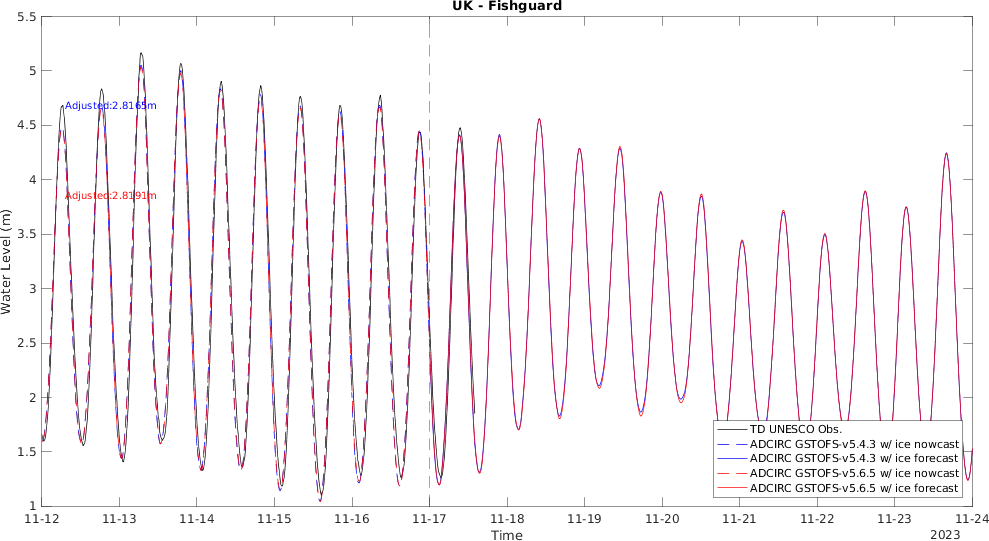 UK - Fishguard
5.5
5
4.5
4
3.5
3
2.5
2
1.5
1
Water Level (m)
Adjusted:2.8165m
Adjusted:2.8191m
TD UNESCO Obs.
ADCIRC GSTOFS-v5.4.3 w/ ice nowcast
ADCIRC GSTOFS-v5.4.3 w/ ice forecast
ADCIRC GSTOFS-v5.6.5 w/ ice nowcast
ADCIRC GSTOFS-v5.6.5 w/ ice forecast
11-12 11-13 11-14 11-15 11-16 11-17 11-18 11-19 11-20 11-21 11-22 11-23 11-24
Time
2023